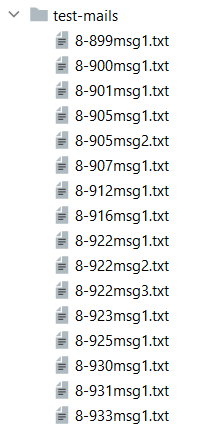 test-mails
8-899msg1.txt
8-900msg1.txt
8-901msg1.txt
8-905msg1.txt
8-905msg2.txt
8-907msg1.txt
8-912msg1.txt
8-916msg1.txt
8-922msg1.txt
8-922msg2.txt
8-922msg3.txt
8-923msg1.txt
8-925msg1.txt
8-930msg1.txt
8-931msg1.txt
8-933msg1.txt